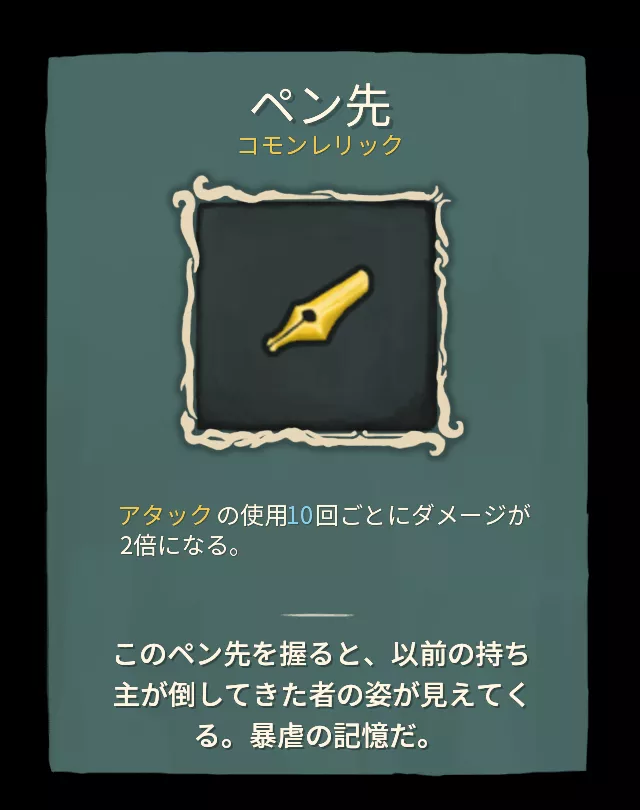 ペン先
コモンレリック
アタックの使用10回ごとにダメージが
2倍になる。
このペン先を握ると、以前の持ち
主が倒してきた者の姿が見えてく
る。暴虐の記憶だ。